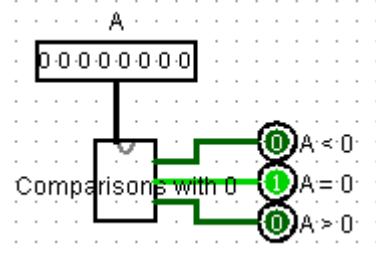 A
00000000
0 A < 0
Comparisons with 0 1 A = 0
0 A > 0